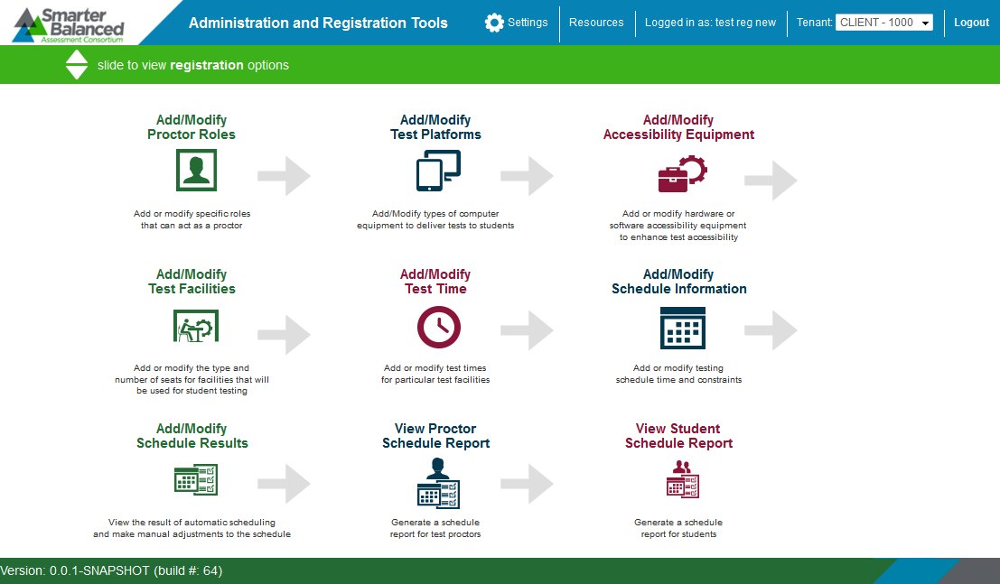 Smarter
Balanced
Assessment Consortium
Administration and Registration Tools
Settings
Resources
Logged in as: test reg new
Tenant: CLIENT - 1000
Logout
slide to view registration options
Add/Modify
Proctor Roles
Add or modify specific roles
that can act as a proctor
Add/Modify
Test Platforms
Add/Modify types of computer
equipment to deliver tests to students
Add/Modify
Accessibility Equipment
Add or modify hardware or
software accessibility equipment
to enhance test accessibility
Add/Modify
Test Facilities
Add or modify the type and
number of seats for facilities that will
be used for student testing
Add/Modify
Test Time
Add or modify test times
for particular test facilities
Add/Modify
Schedule Information
Add or modify testing
schedule time and constraints
Add/Modify
Schedule Results
View the result of automatic scheduling
and make manual adjustments to the schedule
View Proctor
Schedule Report
Generate a schedule
report for test proctors
View Student
Schedule Report
Generate a schedule
report for students
Version: 0.0.1-SNAPSHOT (build #: 64)